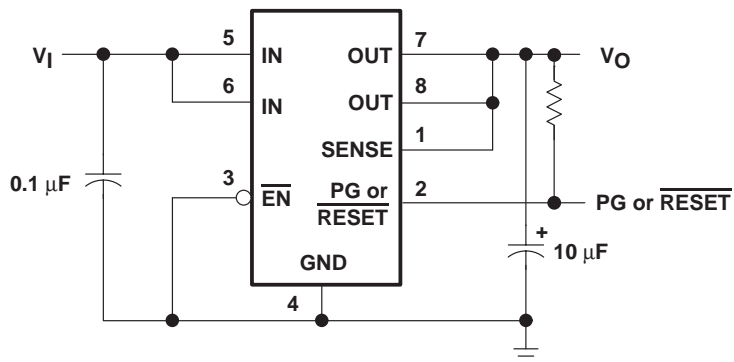 5
7
V_I
IN
OUT
V_O
6
8
IN
OUT
1
SENSE
0.1 μF
3
EN
PG or
RESET
2
PG or RESET
+
10 μF
GND
4